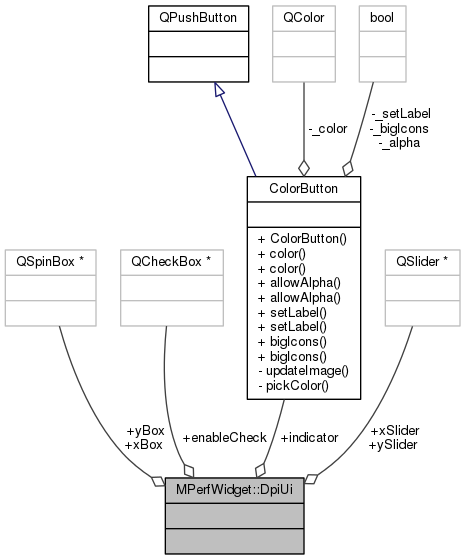 QPushButton
QColor
bool
-_color
-_setLabel
-_bigIcons
-_alpha
ColorButton
+ ColorButton()
+ color()
+ color()
+ allowAlpha()
+ allowAlpha()
+ setLabel()
+ setLabel()
+ bigIcons()
+ bigIcons()
- updateImage()
- pickColor()
QSpinBox *
QCheckBox *
QSlider *
+yBox
+xBox
+enableCheck
+indicator
+xSlider
+ySlider
MPerfWidget::DpiUi